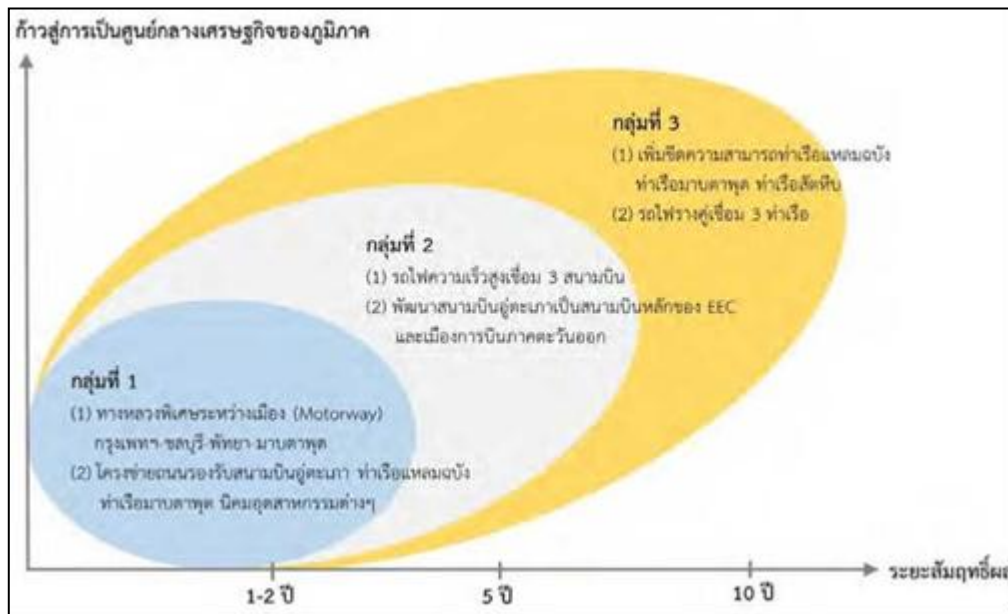 ก้าวสู่การเป็นศูนย์กลางเศรษฐกิจของภูมิภาค
กลุ่มที่ 3
(1) เพิ่มขีดความสามารถท่าเรือแหลมฉบัง
ท่าเรือมาบตาพุด ท่าเรือสัตหีบ
(2) รถไฟรางคู่เชื่อม 3 ท่าเรือ
กลุ่มที่ 2
(1) รถไฟความเร็วสูงเชื่อม 3 สนามบิน
(2) พัฒนาสนามบินอู่ตะเภาเป็นสนามบินหลักของ EEC
และเมืองการบินภาคตะวันออก
กลุ่มที่ 1
(1) ทางหลวงพิเศษระหว่างเมือง (Motorway)
กรุงเทพฯ-ชลบุรี-พัทยา-มาบตาพุด
(2) โครงข่ายถนนรองรับสนามบินอู่ตะเภา ท่าเรือแหลมฉบัง
ท่าเรือมาบตาพุด นิคมอุตสาหกรรมต่างๆ
ระยะสัมฤทธิ์ผล
1-2 ปี
5 ปี
10 ปี